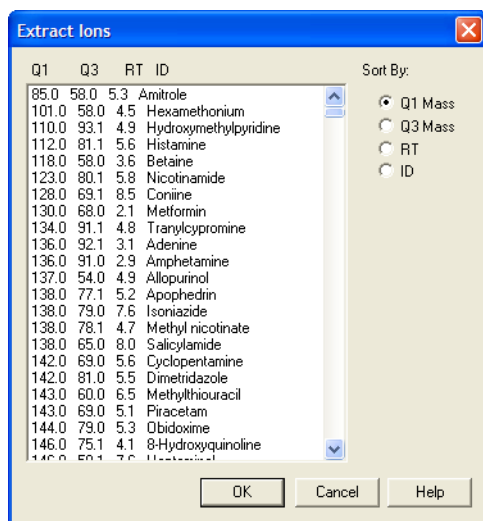 Extract Ions
Q1 Q3 RT ID
Sort By:
85.0 58.0 5.3 Amitrole
101.0 58.0 4.5 Hexamethonium
110.0 93.1 4.9 Hydroxymethylpyridine
112.0 81.1 5.6 Histamine
118.0 58.0 3.6 Betaine
123.0 80.1 5.8 Nicotinamide
128.0 69.1 8.5 Coniine
130.0 68.0 2.1 Metformin
134.0 91.1 4.8 Tranylcypromine
136.0 92.1 3.1 Adenine
136.0 91.0 2.9 Amphetamine
137.0 54.0 4.9 Allopurinol
138.0 77.1 5.2 Apophedrin
138.0 79.0 7.6 Isoniazide
138.0 78.1 4.7 Methyl nicotinate
138.0 65.0 8.0 Salicylamide
142.0 69.0 5.6 Cyclopentamine
142.0 81.0 5.5 Dimetridazole
143.0 60.0 6.5 Methylthiouracil
143.0 69.0 5.1 Piracetam
144.0 79.0 5.3 Obidoxime
146.0 75.1 4.1 8-Hydroxyquinoline
Q1 Mass
Q3 Mass
RT
ID
OK Cancel Help